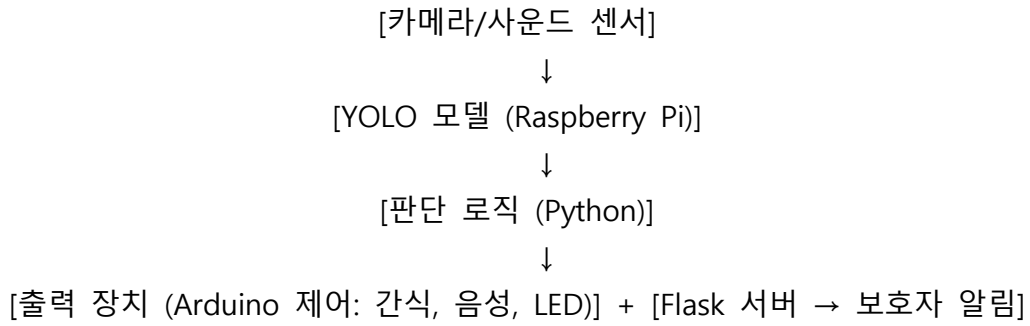 [카메라/사운드 센서]
↓
[YOLO 모델 (Raspberry Pi)]
↓
[판단 로직 (Python)]
↓
[출력 장치 (Arduino 제어: 간식, 음성, LED)] + [Flask 서버 → 보호자 알림]